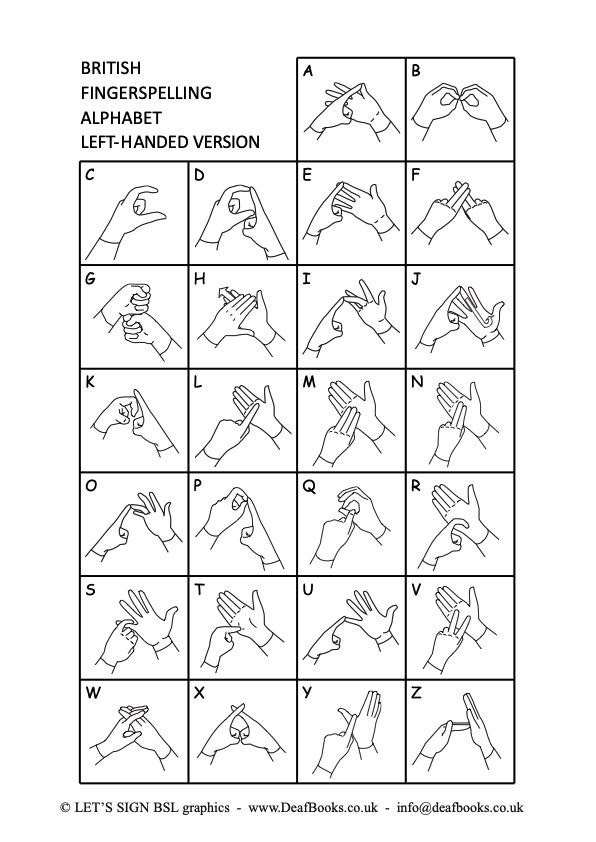 BRITISH
FINGERSPELLING
ALPHABET
LEFT-HANDED VERSION
A B
C D E F
G H I J
K L M N
O P Q R
S T U V
W X Y Z
© LET'S SIGN BSL graphics - www.DeafBooks.co.uk - info@deafbooks.co.uk